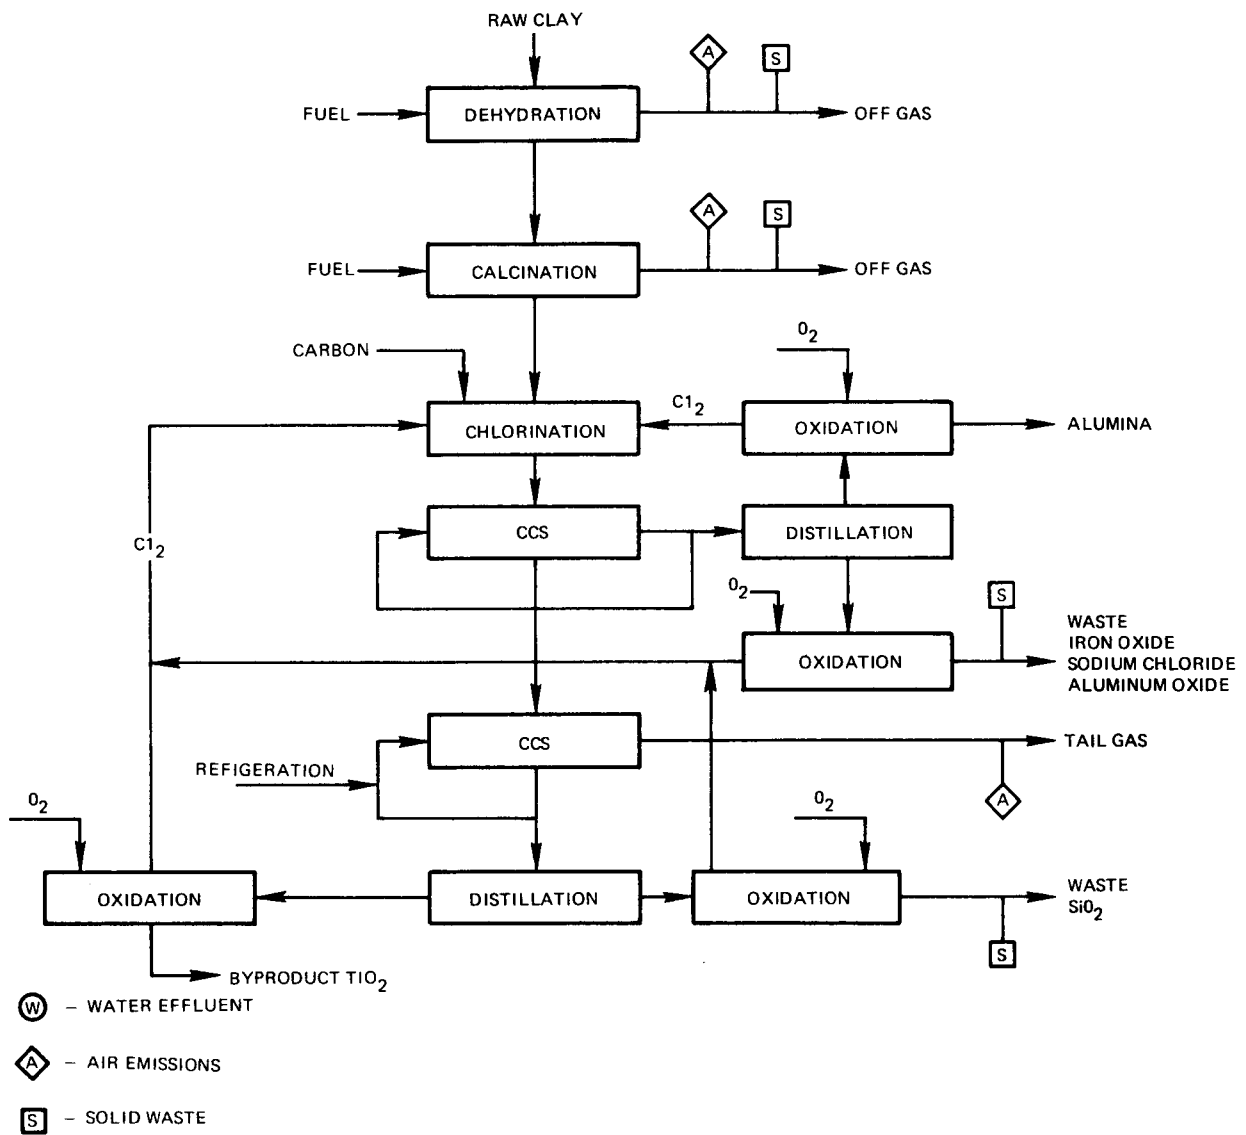 RAW CLAY
A
S
FUEL
DEHYDRATION
OFF GAS
A
S
FUEL
CALCINATION
OFF GAS
CARBON
O2
CHLORINATION
C12
OXIDATION
ALUMINA
C12
CCS
DISTILLATION
O2
S
OXIDATION
WASTE
IRON OXIDE
SODIUM CHLORIDE
ALUMINUM OXIDE
CCS
TAIL GAS
REFIGERATION
A
O2
O2
OXIDATION
DISTILLATION
OXIDATION
WASTE
SiO2
S
BYPRODUCT TIO2
W – WATER EFFLUENT
A – AIR EMISSIONS
S – SOLID WASTE